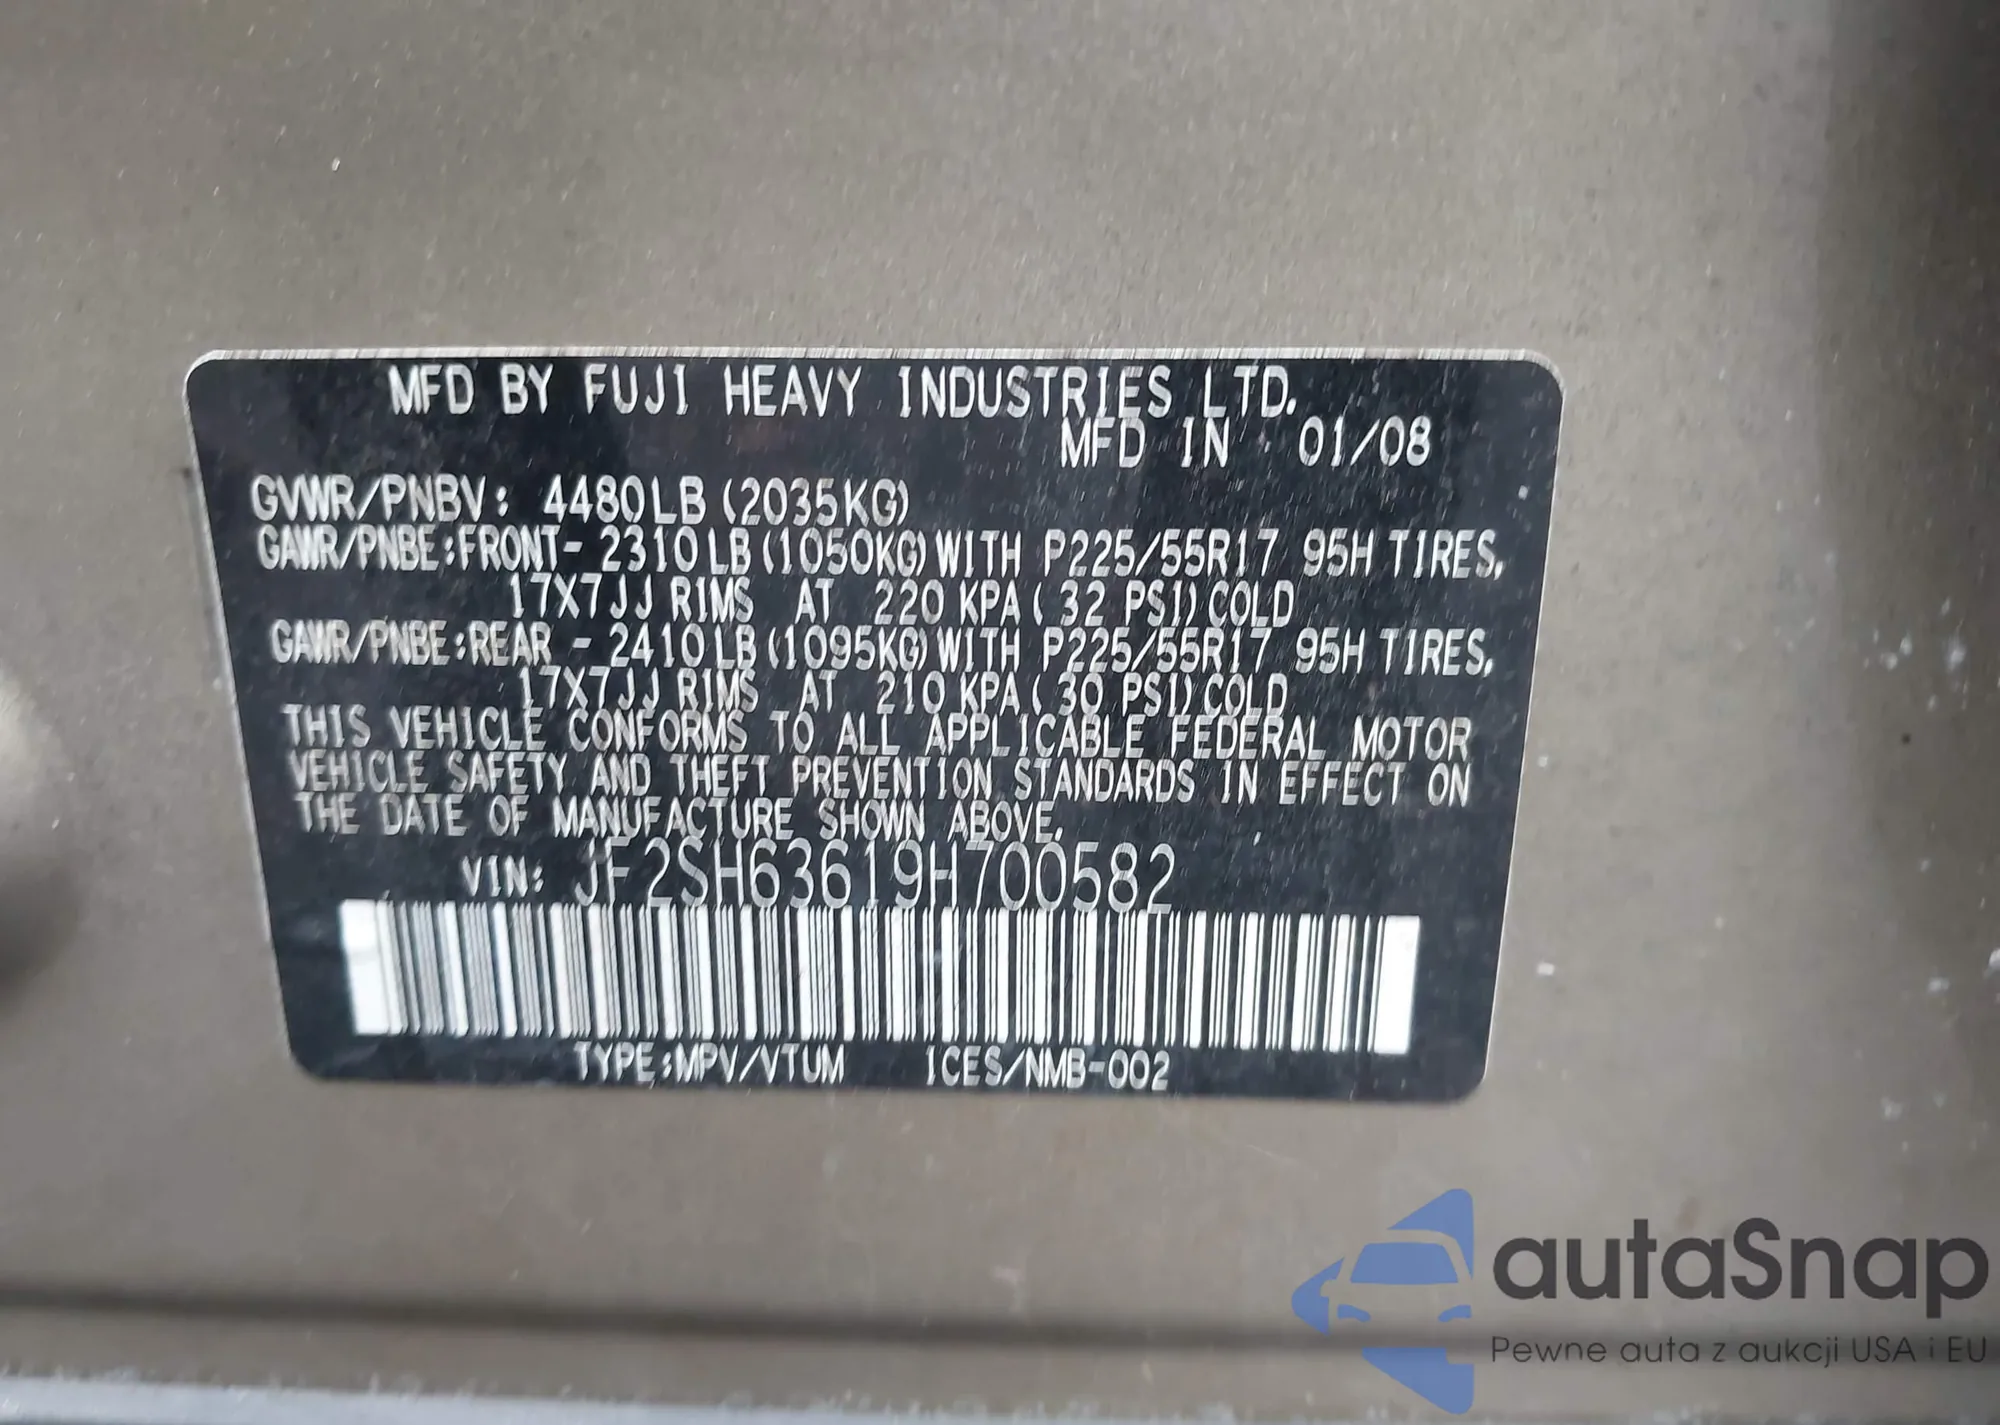 MFD BY FUJI HEAVY INDUSTRIES LTD.
MFD IN 01/08
GVWR/PNBV: 4480LB (2035KG)
GAWR/PNBE:FRONT- 2310LB (1050KG) WITH P225/55R17 95H TIRES,
17X7JJ RIMS AT 220 KPA ( 32 PSI) COLD
GAWR/PNBE:REAR - 2410LB (1095KG) WITH P225/55R17 95H TIRES,
17X7JJ RIMS AT 210 KPA ( 30 PSI) COLD
THIS VEHICLE CONFORMS TO ALL APPLICABLE FEDERAL MOTOR
VEHICLE SAFETY AND THEFT PREVENTION STANDARDS IN EFFECT ON
THE DATE OF MANUFACTURE SHOWN ABOVE.
VIN: JF2SH63619H700582
TYPE:MPV/VTUM ICES/NMB-002
autaSnap
Pewne auta z aukcji USA i EU